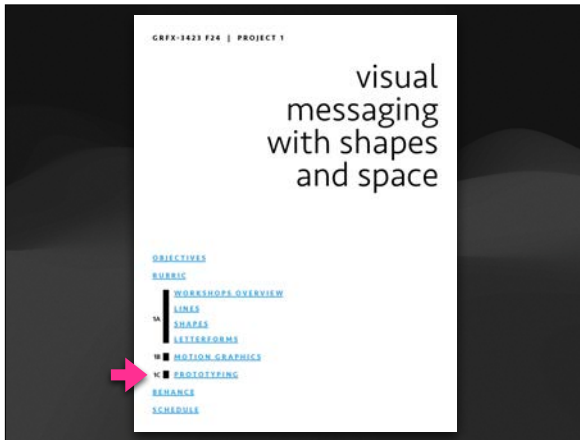 GRFX-3423 F24 | PROJECT 1
visual
messaging
with shapes
and space
OBJECTIVES
RUBRIC
WORKSHOPS OVERVIEW
LINES
1A
SHAPES
LETTERFORMS
1B MOTION GRAPHICS
1C PROTOTYPING
BEHANCE
SCHEDULE